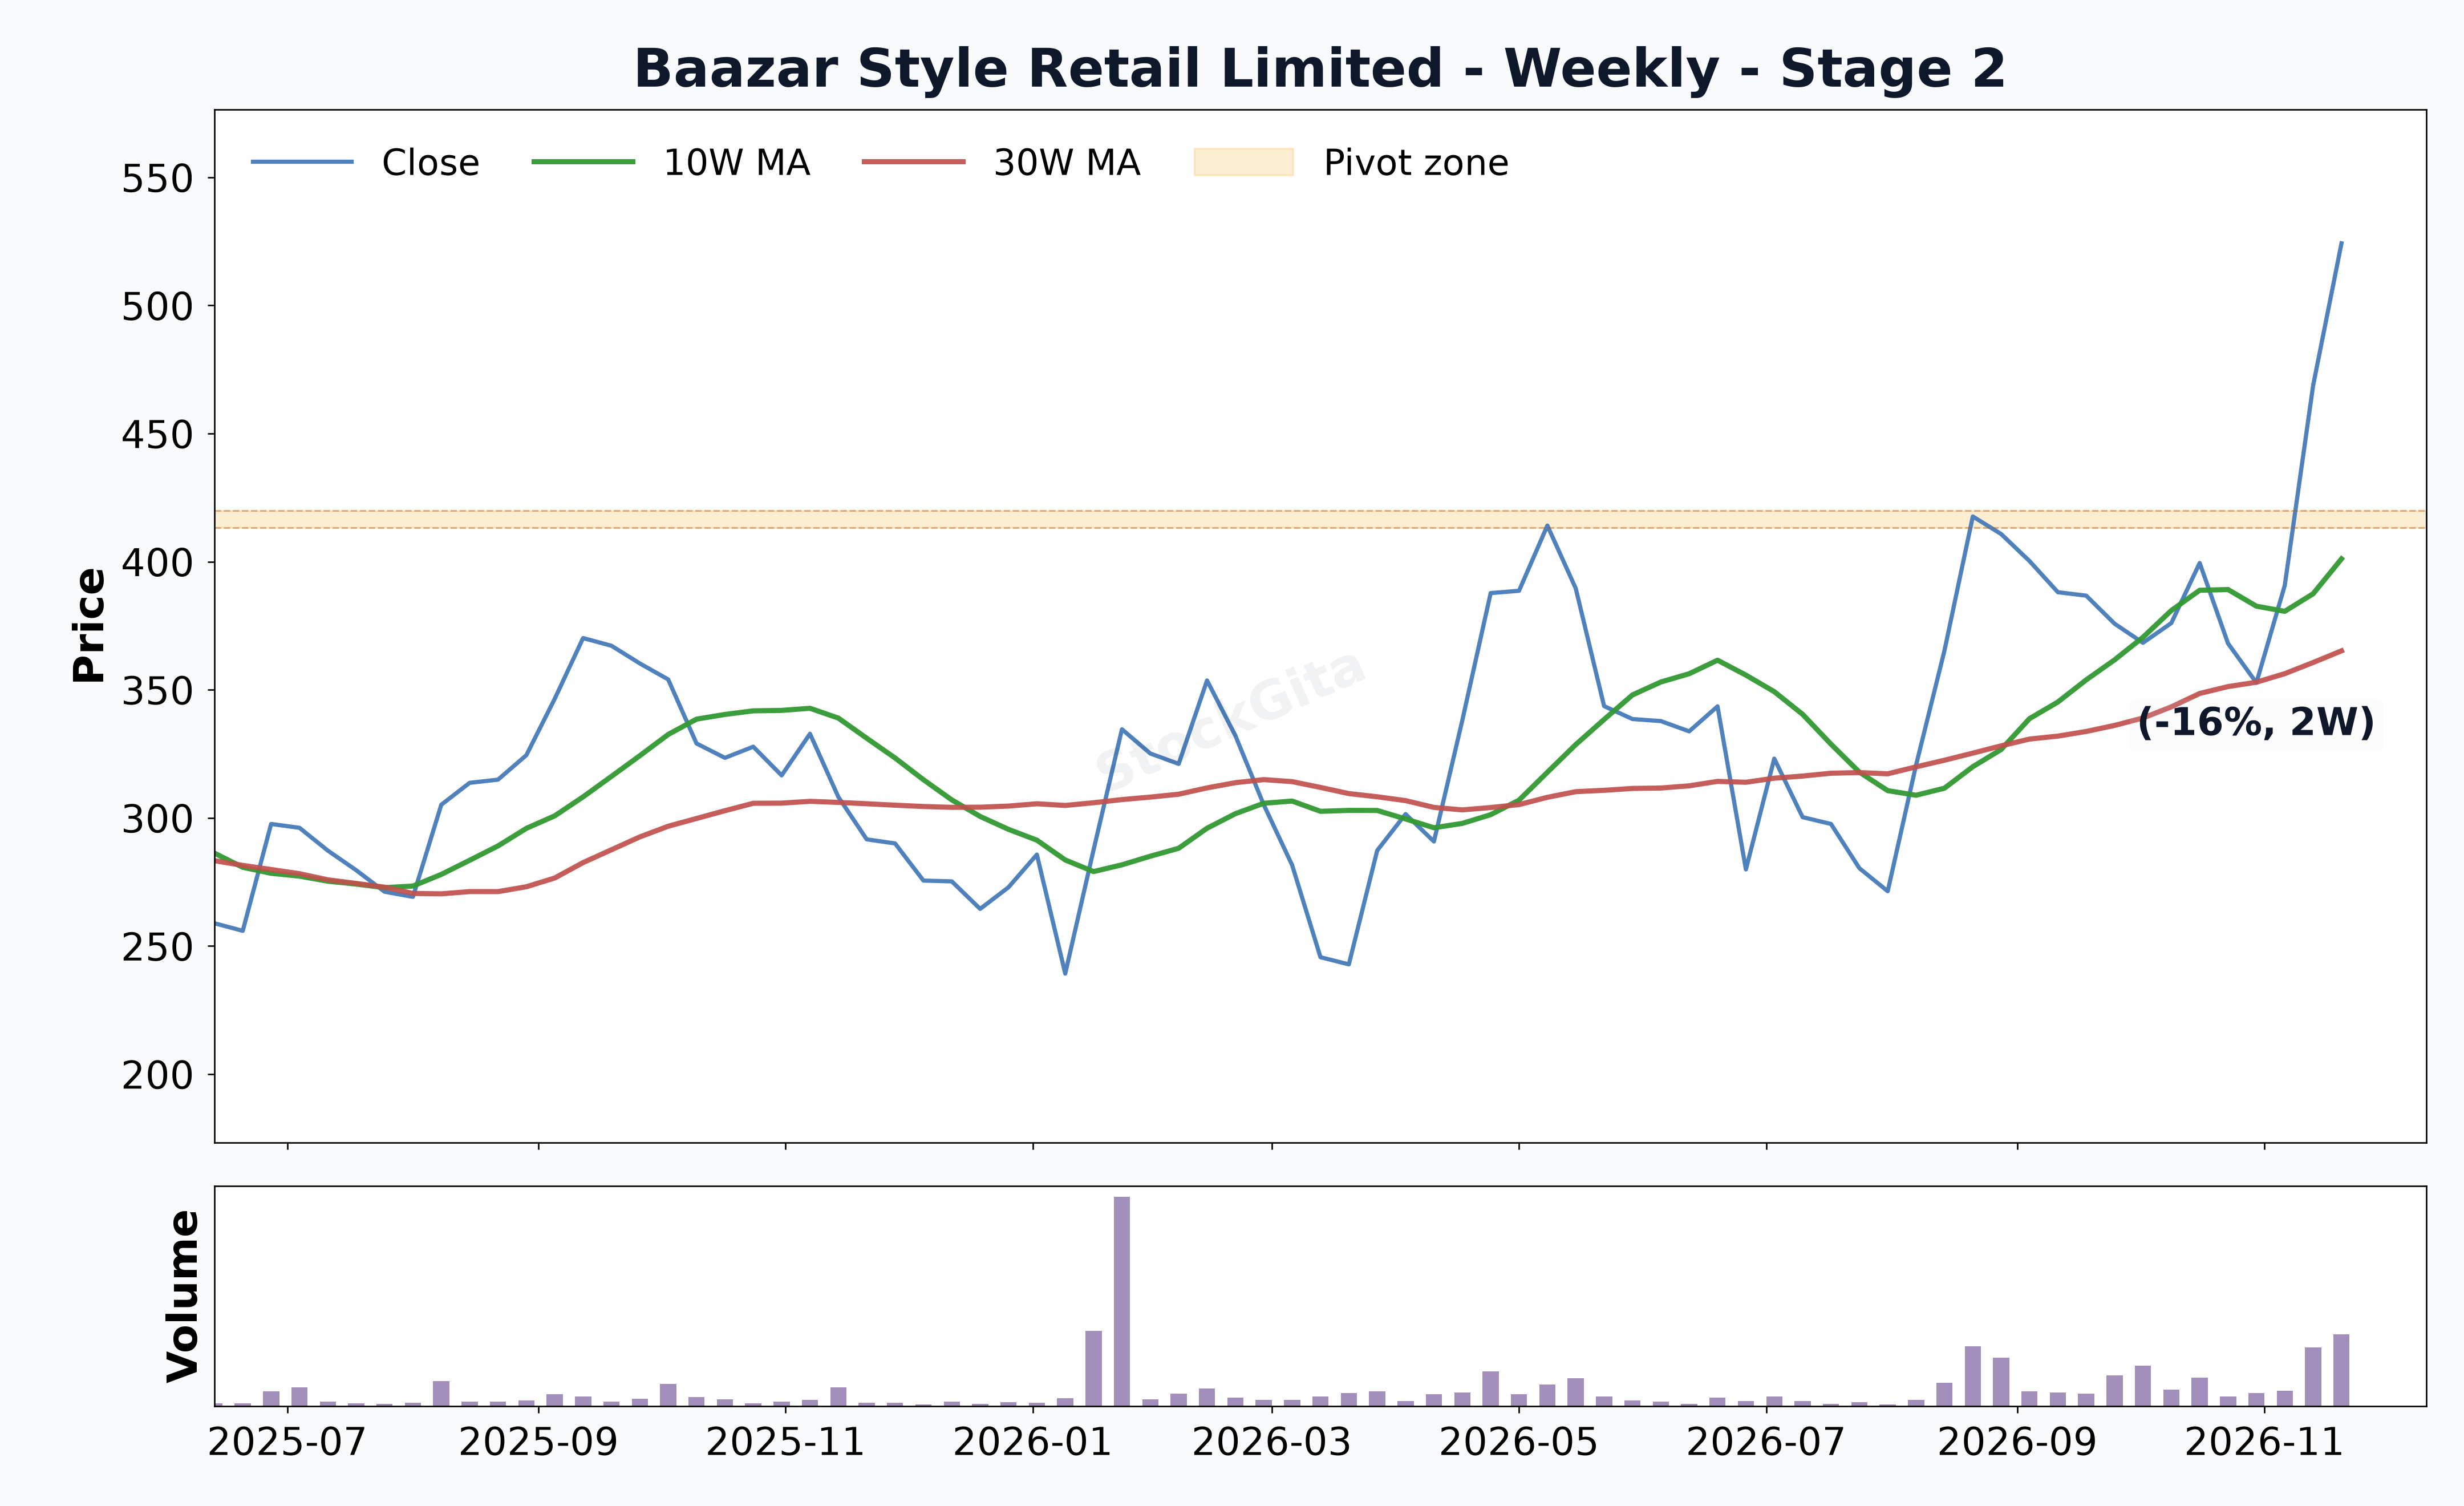 Baazar Style Retail Limited - Weekly - Stage 2
Close
10W MA
30W MA
Pivot zone
Price
550
500
450
400
350
300
250
200
StockGita
(-16%, 2W)
Volume
2025-07
2025-09
2025-11
2026-01
2026-03
2026-05
2026-07
2026-09
2026-11